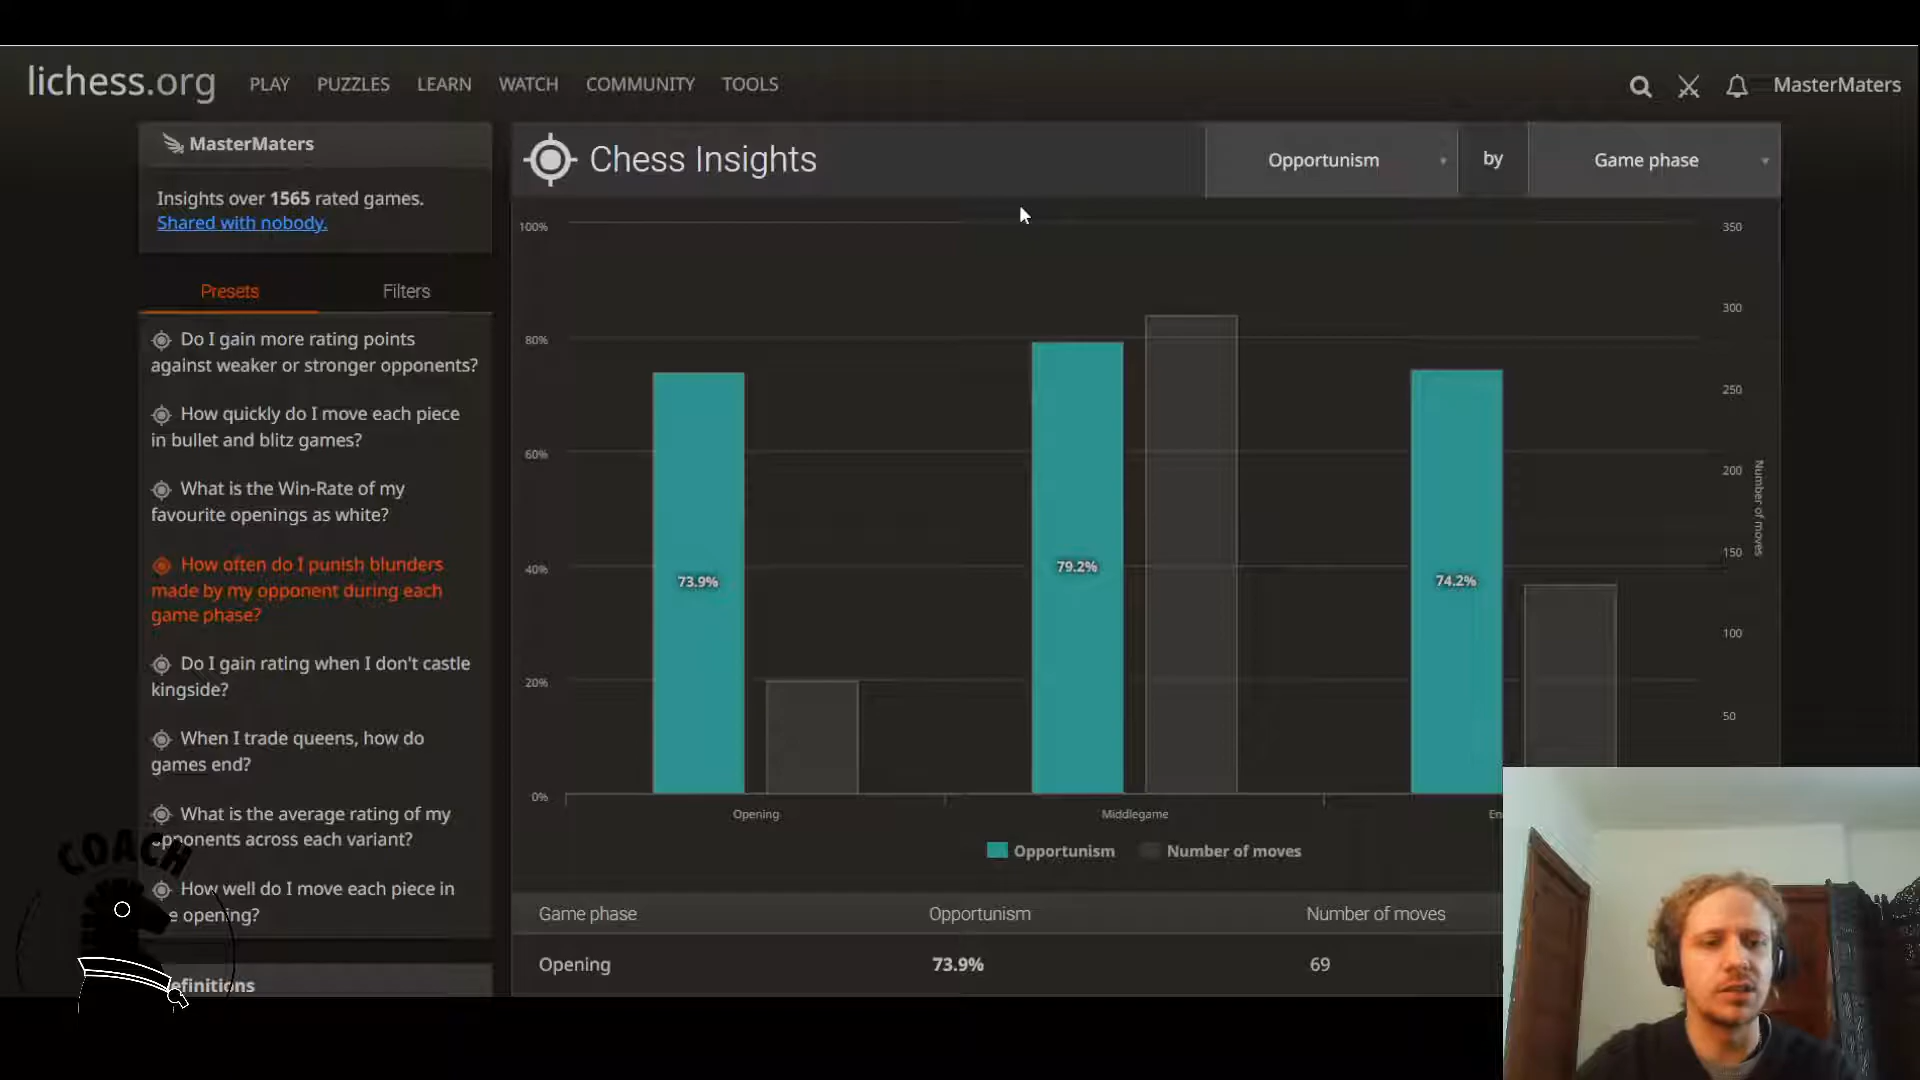 lichess.org PLAY PUZZLES LEARN WATCH COMMUNITY TOOLS MasterMaters
MasterMaters
Insights over 1565 rated games.
Shared with nobody.
Presets Filters
Do I gain more rating points
against weaker or stronger opponents?
How quickly do I move each piece
in bullet and blitz games?
What is the Win-Rate of my
favourite openings as white?
How often do I punish blunders
made by my opponent during each
game phase?
Do I gain rating when I don't castle
kingside?
When I trade queens, how do
games end?
What is the average rating of my
opponents across each variant?
How well do I move each piece in
e opening?
efinitions
COACH
Chess Insights Opportunism by Game phase
100%
80%
60%
40%
20%
0%
73.9%
79.2%
74.2%
350
300
250
200
150
100
50
Number of moves
Opening Middlegame En
Opportunism Number of moves
Game phase Opportunism Number of moves
Opening 73.9% 69